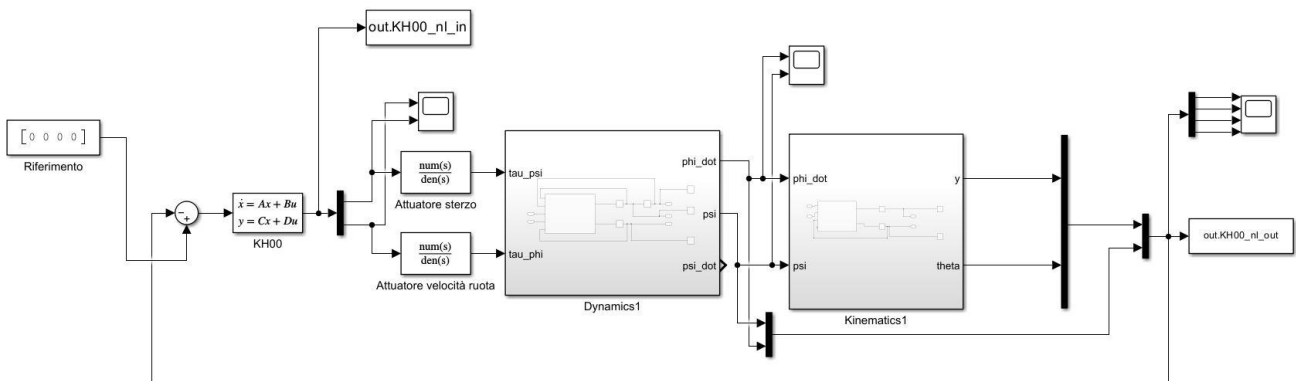 out.KH00_nl_in
[0 0 0 0]
Riferimento
−
+
ẋ = Ax + Bu
y = Cx + Du
KH00
num(s)
den(s)
Attuatore sterzo
num(s)
den(s)
Attuatore velocità ruota
tau_psi
tau_phi
phi_dot
psi
psi_dot
Dynamics1
phi_dot
psi
y
theta
Kinematics1
out.KH00_nl_out